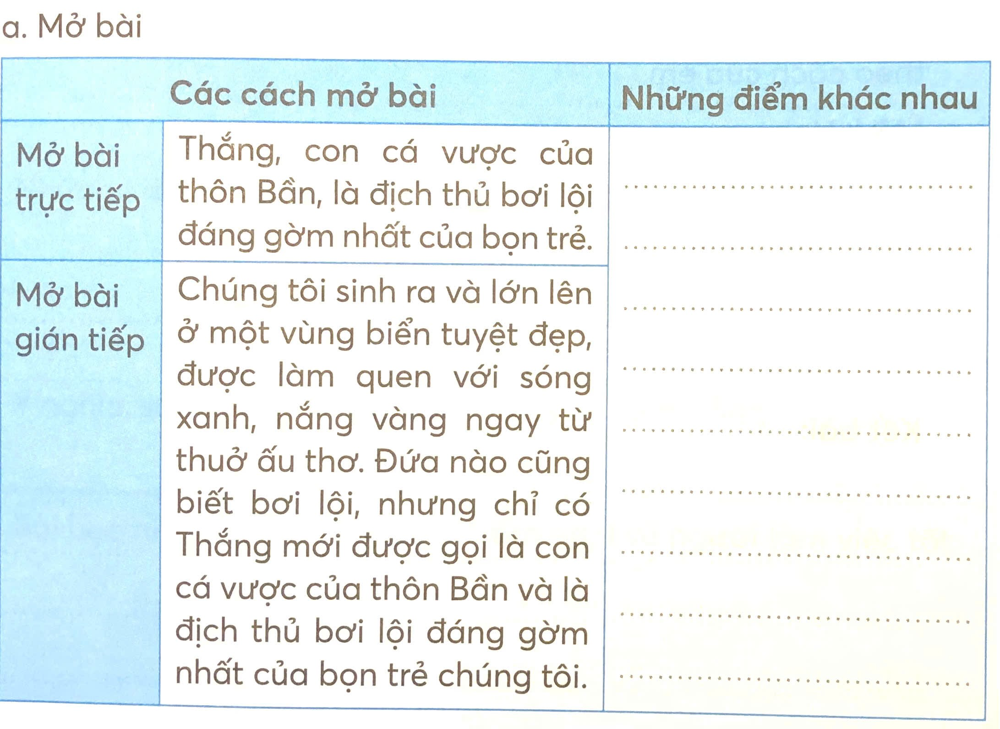 a. Mở bài
Các cách mở bài
Những điểm khác nhau
Mở bài
trực tiếp
Thắng, con cá vược của
thôn Bần, là địch thủ bơi lội
đáng gờm nhất của bọn trẻ.
Mở bài
gián tiếp
Chúng tôi sinh ra và lớn lên
ở một vùng biển tuyệt đẹp,
được làm quen với sóng
xanh, nắng vàng ngay từ
thuở ấu thơ. Đứa nào cũng
biết bơi lội, nhưng chỉ có
Thắng mới được gọi là con
cá vược của thôn Bần và là
địch thủ bơi lội đáng gờm
nhất của bọn trẻ chúng tôi.